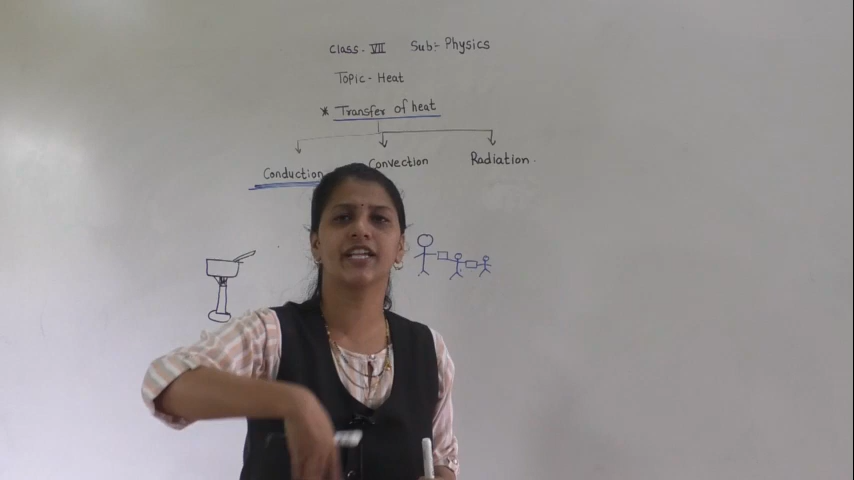 Class - VII Sub:- Physics
Topic - Heat
* Transfer of heat
Conduction Convection Radiation.